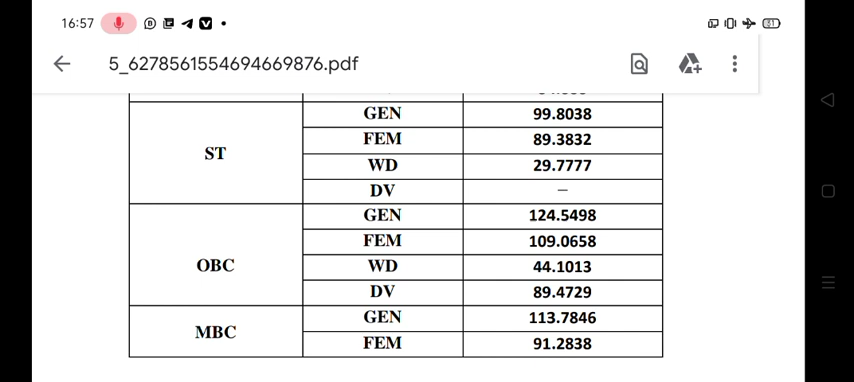 16:57
31
5_6278561554694669876.pdf
ST
GEN 99.8038
FEM 89.3832
WD 29.7777
DV –
OBC
GEN 124.5498
FEM 109.0658
WD 44.1013
DV 89.4729
MBC
GEN 113.7846
FEM 91.2838